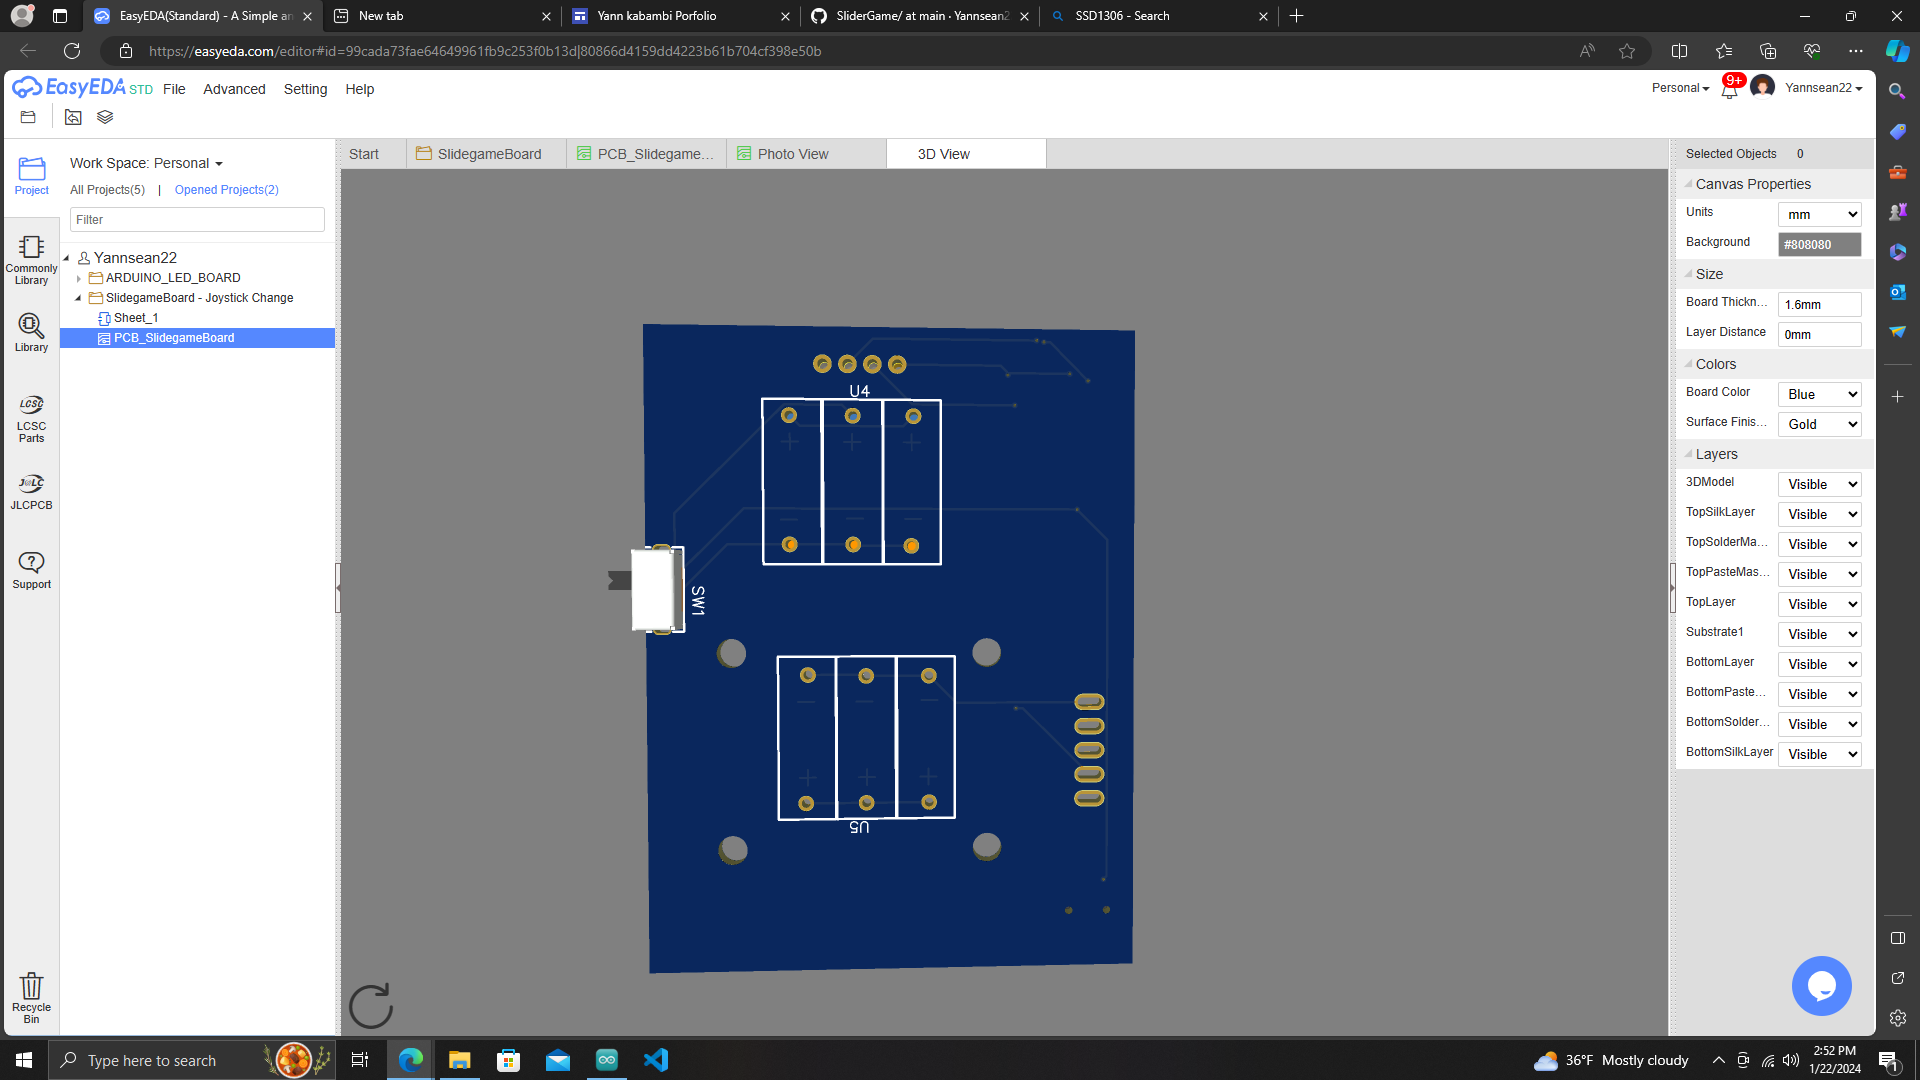 EasyEDA(Standard) - A Simple an
New tab
Yann kabambi Porfolio
SliderGame/ at main · Yannsean2
SSD1306 - Search
https://easyeda.com/editor#id=99cada73fae64649961fb9c253f0b13d|80866d4159dd4223b61b704cf398e50b
EasyEDA STD File Advanced Setting Help
Personal
9+
Yannsean22
Project
Commonly
Library
Library
LCSC
LCSC
Parts
JLCPCB
Support
Recycle
Bin
Work Space: Personal
All Projects(5) | Opened Projects(2)
Filter
Yannsean22
ARDUINO_LED_BOARD
SlidegameBoard - Joystick Change
Sheet_1
PCB_SlidegameBoard
Start
SlidegameBoard
PCB_Slidegame...
Photo View
3D View
U4
SW1
U5
Selected Objects 0
Canvas Properties
Units mm
Background #808080
Size
Board Thickn... 1.6mm
Layer Distance 0mm
Colors
Board Color Blue
Surface Finis... Gold
Layers
3DModel Visible
TopSilkLayer Visible
TopSolderMa... Visible
TopPasteMas... Visible
TopLayer Visible
Substrate1 Visible
BottomLayer Visible
BottomPaste... Visible
BottomSolder... Visible
BottomSilkLayer Visible
Type here to search
36°F Mostly cloudy
2:52 PM
1/22/2024
1